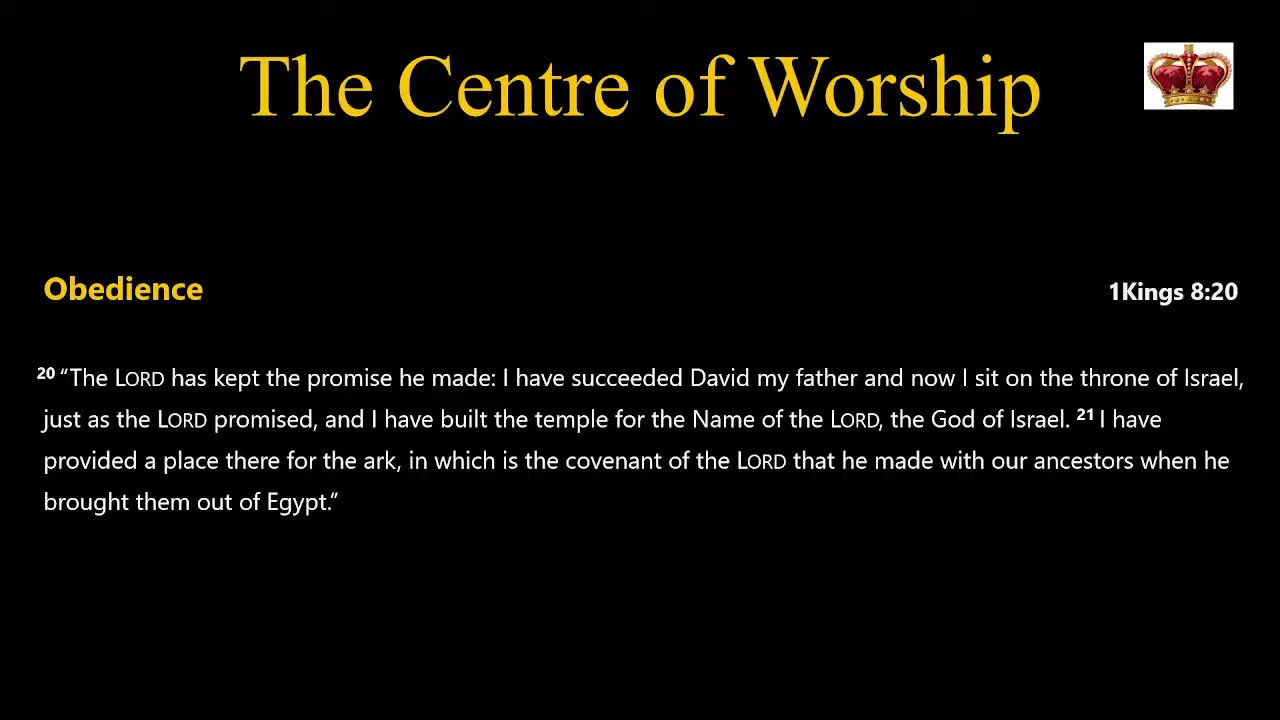 The Centre of Worship
Obedience
1Kings 8:20
20 “The LORD has kept the promise he made: I have succeeded David my father and now I sit on the throne of Israel,
just as the LORD promised, and I have built the temple for the Name of the LORD, the God of Israel. 21 I have
provided a place there for the ark, in which is the covenant of the LORD that he made with our ancestors when he
brought them out of Egypt.”